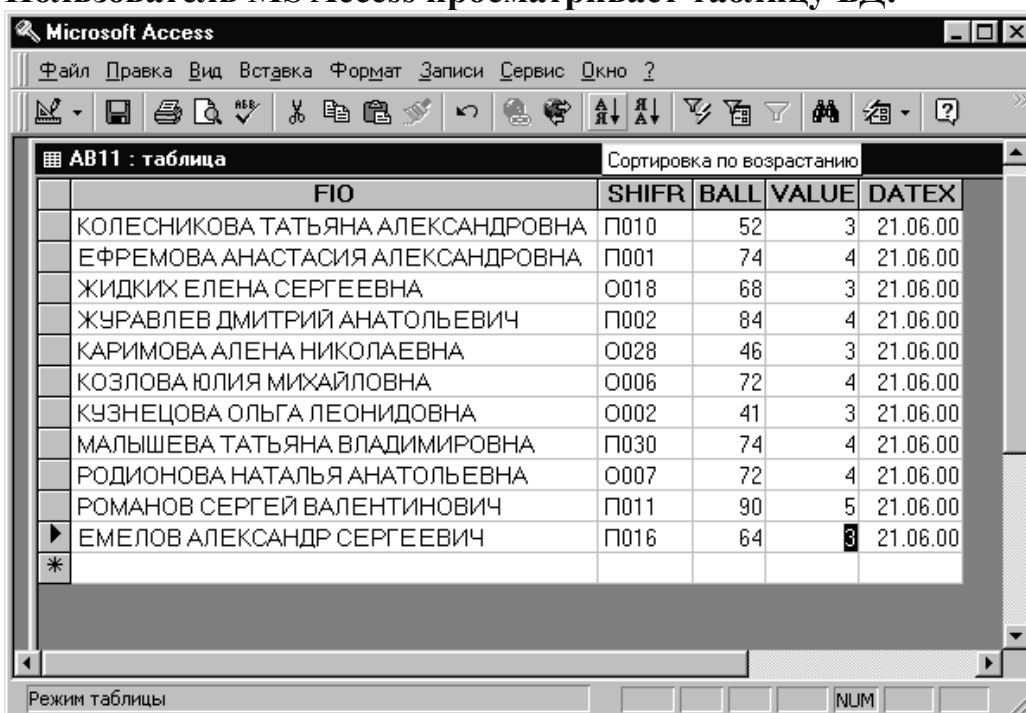 Пользователь MS Access просматривает таблицу БД.
Microsoft Access
Файл Правка Вид Вставка Формат Записи Сервис Окно ?
AB11 : таблица
Сортировка по возрастанию
FIO SHIFR BALL VALUE DATEX
КОЛЕСНИКОВА ТАТЬЯНА АЛЕКСАНДРОВНА П010 52 3 21.06.00
ЕФРЕМОВА АНАСТАСИЯ АЛЕКСАНДРОВНА П001 74 4 21.06.00
ЖИДКИХ ЕЛЕНА СЕРГЕЕВНА О018 68 3 21.06.00
ЖУРАВЛЕВ ДМИТРИЙ АНАТОЛЬЕВИЧ П002 84 4 21.06.00
КАРИМОВА АЛЕНА НИКОЛАЕВНА О028 46 3 21.06.00
КОЗЛОВА ЮЛИЯ МИХАЙЛОВНА О006 72 4 21.06.00
КУЗНЕЦОВА ОЛЬГА ЛЕОНИДОВНА О002 41 3 21.06.00
МАЛЫШЕВА ТАТЬЯНА ВЛАДИМИРОВНА П030 74 4 21.06.00
РОДИОНОВА НАТАЛЬЯ АНАТОЛЬЕВНА О007 72 4 21.06.00
РОМАНОВ СЕРГЕЙ ВАЛЕНТИНОВИЧ П011 90 5 21.06.00
ЕМЕЛОВ АЛЕКСАНДР СЕРГЕЕВИЧ П016 64 3 21.06.00
Режим таблицы NUM